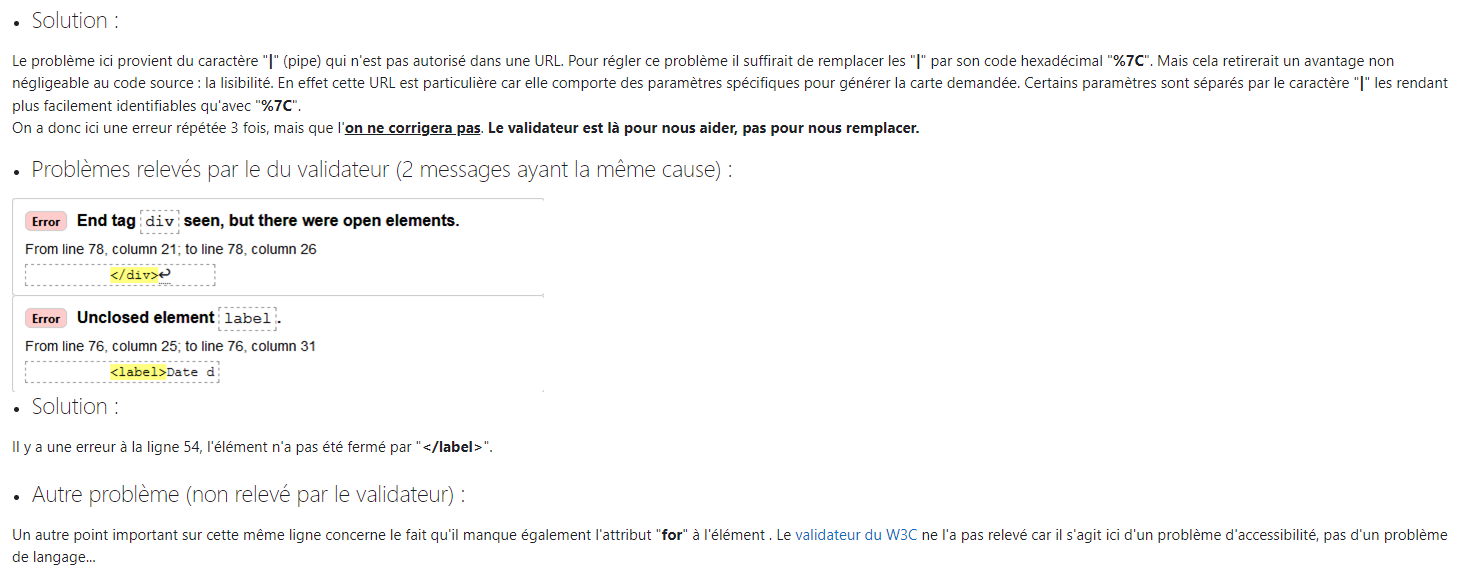 Solution :
Le problème ici provient du caractère "|" (pipe) qui n'est pas autorisé dans une URL. Pour régler ce problème il suffirait de remplacer les "|" par son code hexadécimal "%7C". Mais cela retirerait un avantage non
négligeable au code source : la lisibilité. En effet cette URL est particulière car elle comporte des paramètres spécifiques pour générer la carte demandée. Certains paramètres sont séparés par le caractère "|" les rendant
plus facilement identifiables qu'avec "%7C".
On a donc ici une erreur répétée 3 fois, mais que l'on ne corrigera pas. Le validateur est là pour nous aider, pas pour nous remplacer.
Problèmes relevés par le du validateur (2 messages ayant la même cause) :
Error End tag div seen, but there were open elements.
From line 78, column 21; to line 78, column 26
</div>↩
Error Unclosed element label.
From line 76, column 25; to line 76, column 31
<label>Date d
Solution :
Il y a une erreur à la ligne 54, l'élément n'a pas été fermé par "</label>".
Autre problème (non relevé par le validateur) :
Un autre point important sur cette même ligne concerne le fait qu'il manque également l'attribut "for" à l'élément . Le validateur du W3C ne l'a pas relevé car il s'agit ici d'un problème d'accessibilité, pas d'un problème
de langage...